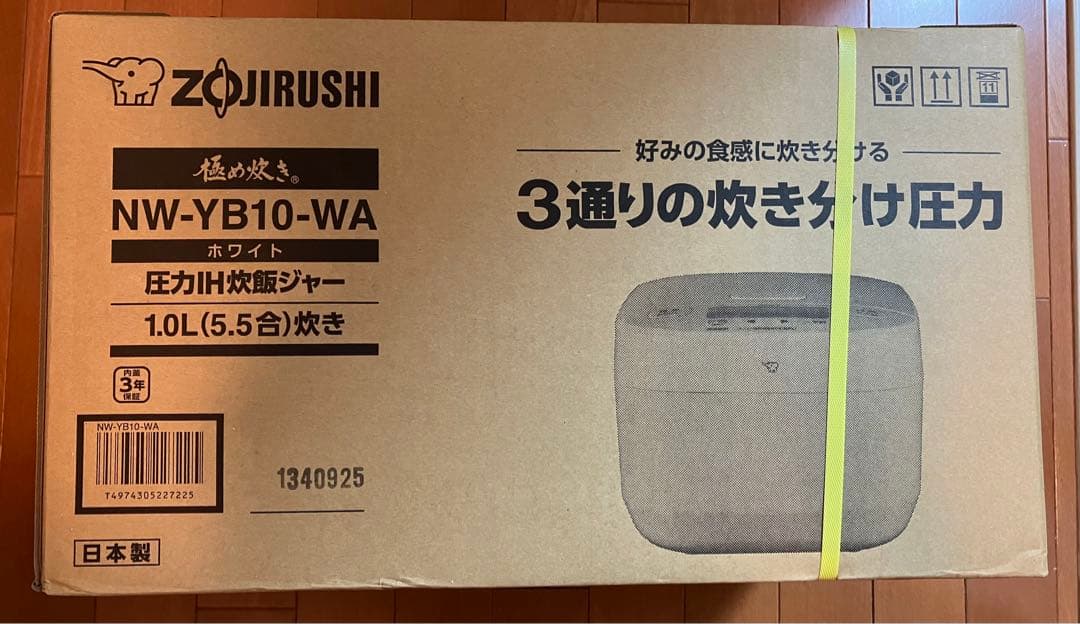 ZOJIRUSHI
極め炊き®
NW-YB10-WA
ホワイト
圧力IH炊飯ジャー
1.0L(5.5合)炊き
内釜
3年
保証
NW-YB10-WA
T4974305227225
1340925
日本製
11
好みの食感に炊き分ける
3通りの炊き分け圧力